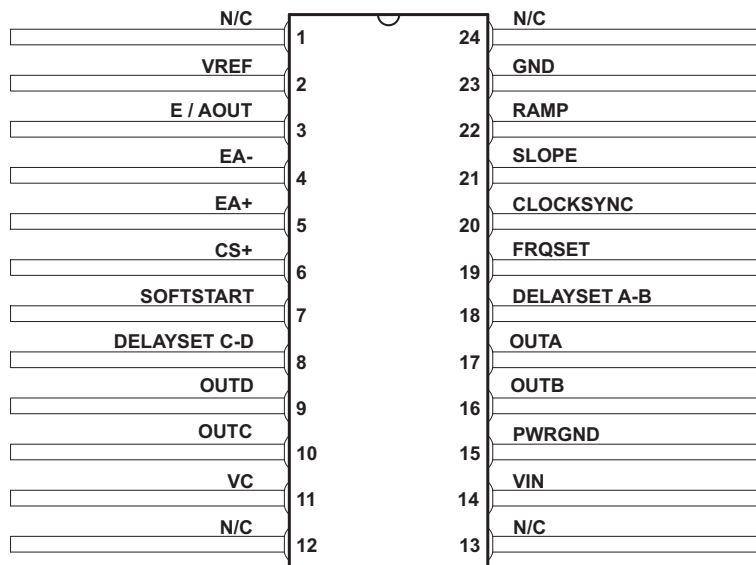 N/C 1 24 N/C
VREF 2 23 GND
E / AOUT 3 22 RAMP
EA- 4 21 SLOPE
EA+ 5 20 CLOCKSYNC
CS+ 6 19 FRQSET
SOFTSTART 7 18 DELAYSET A-B
DELAYSET C-D 8 17 OUTA
OUTD 9 16 OUTB
OUTC 10 15 PWRGND
VC 11 14 VIN
N/C 12 13 N/C